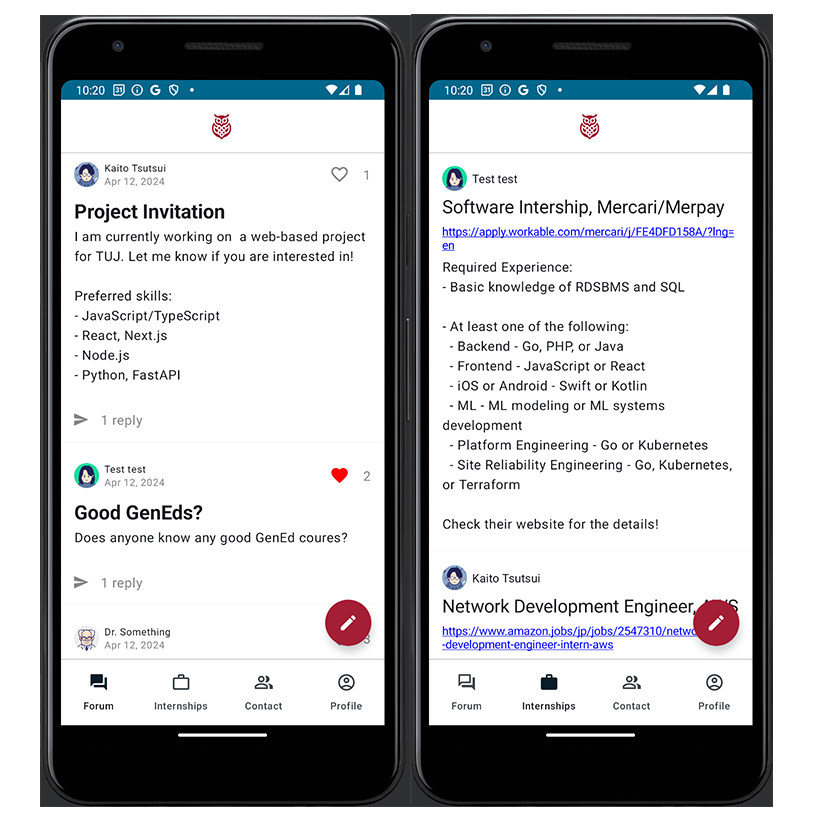 10:20
31
G
Kaito Tsutsui
Apr 12, 2024
1
Project Invitation
I am currently working on  a web-based project
for TUJ. Let me know if you are interested in!
Preferred skills:
- JavaScript/TypeScript
- React, Next.js
- Node.js
- Python, FastAPI
1 reply
Test test
Apr 12, 2024
2
Good GenEds?
Does anyone know any good GenEd coures?
1 reply
Dr. Something
Apr 12, 2024
3
Forum
Internships
Contact
Profile
10:20
31
G
Test test
Software Intership, Mercari/Merpay
https://apply.workable.com/mercari/j/FE4DFD158A/?lng=
en
Required Experience:
- Basic knowledge of RDSBMS and SQL
- At least one of the following:
- Backend - Go, PHP, or Java
- Frontend - JavaScript or React
- iOS or Android - Swift or Kotlin
- ML - ML modeling or ML systems
development
- Platform Engineering - Go or Kubernetes
- Site Reliability Engineering - Go, Kubernetes,
or Terraform
Check their website for the details!
Kaito Tsutsui
Network Development Engineer, AWS
https://www.amazon.jobs/jp/jobs/2547310/netwo
-development-engineer-intern-aws
Forum
Internships
Contact
Profile